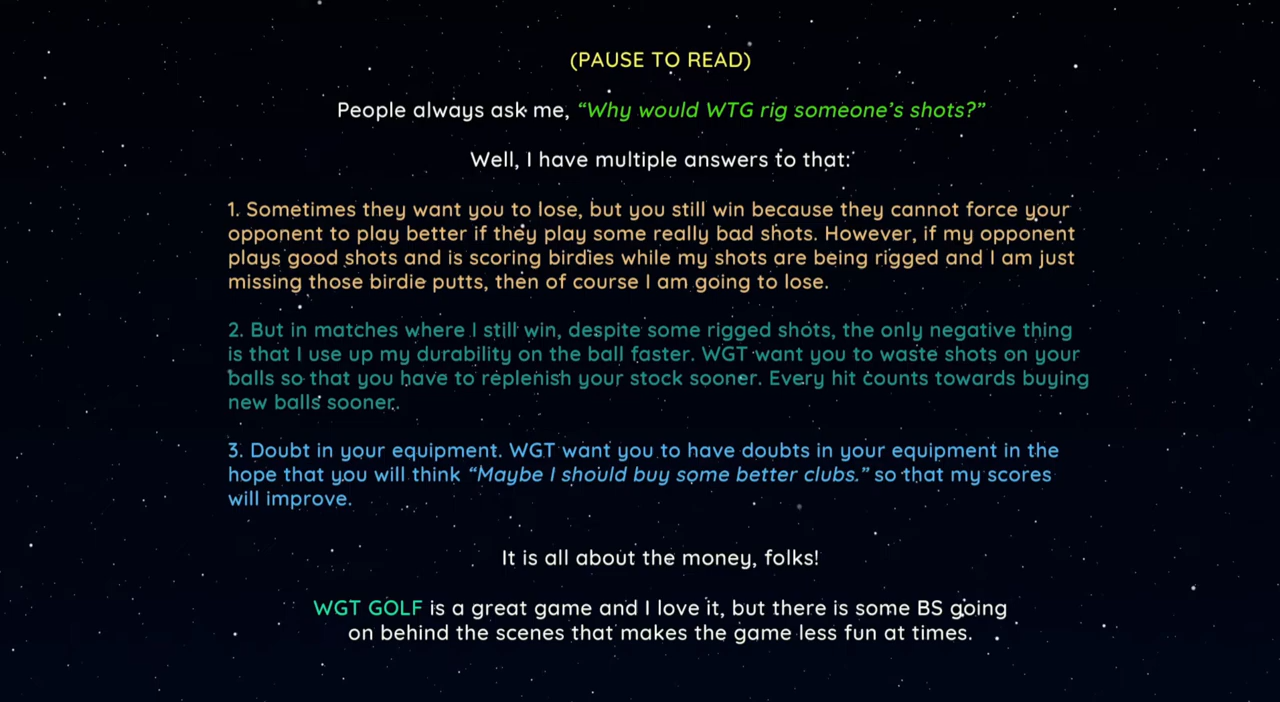 (PAUSE TO READ)
People always ask me, “Why would WTG rig someone’s shots?”
Well, I have multiple answers to that:
1. Sometimes they want you to lose, but you still win because they cannot force your
opponent to play better if they play some really bad shots. However, if my opponent
plays good shots and is scoring birdies while my shots are being rigged and I am just
missing those birdie putts, then of course I am going to lose.
2. But in matches where I still win, despite some rigged shots, the only negative thing
is that I use up my durability on the ball faster. WGT want you to waste shots on your
balls so that you have to replenish your stock sooner. Every hit counts towards buying
new balls sooner.
3. Doubt in your equipment. WGT want you to have doubts in your equipment in the
hope that you will think “Maybe I should buy some better clubs.” so that my scores
will improve.
It is all about the money, folks!
WGT GOLF is a great game and I love it, but there is some BS going
on behind the scenes that makes the game less fun at times.